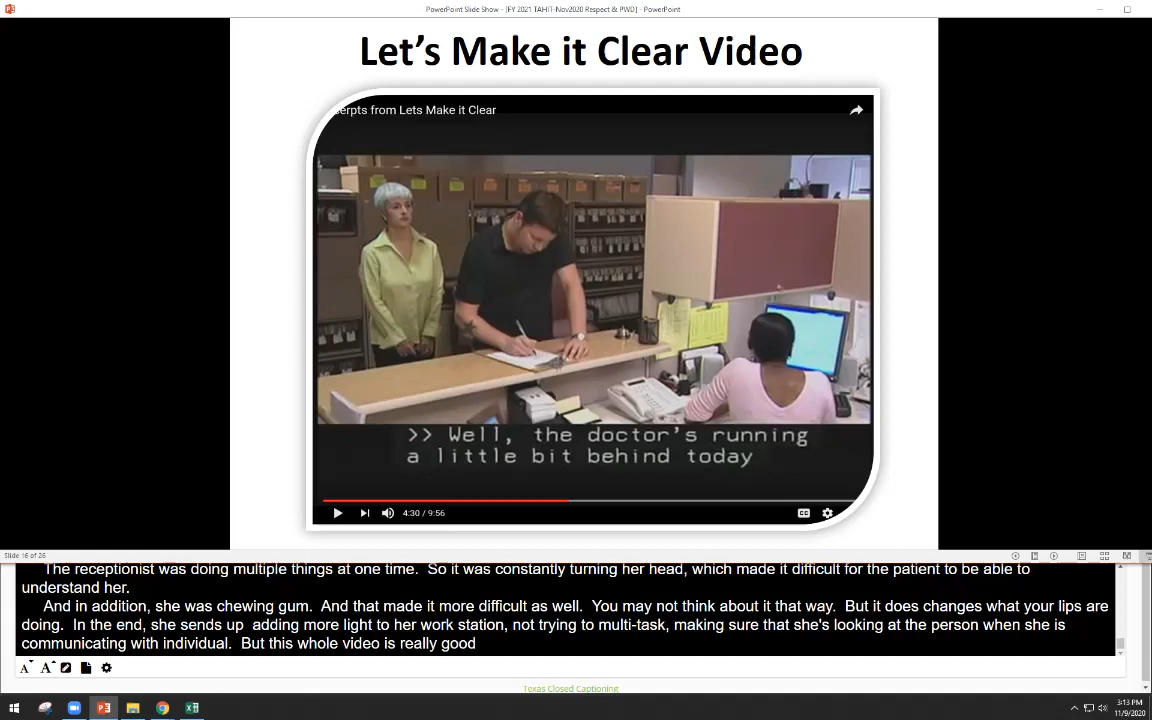 PowerPoint Slide Show - [FY 2021 TAHIT-Nov2020 Respect & PWD] - PowerPoint
Let's Make it Clear Video
erpts from Lets Make it Clear
>> Well, the doctor's running
a little bit behind today
4:30 / 9:56
CC
Slide 16 of 26
The receptionist was doing multiple things at one time. So it was constantly turning her head, which made it difficult for the patient to be able to
understand her.
And in addition, she was chewing gum. And that made it more difficult as well. You may not think about it that way. But it does changes what your lips are
doing. In the end, she sends up adding more light to her work station, not trying to multi-task, making sure that she's looking at the person when she is
communicating with individual. But this whole video is really good
A A
Texas Closed Captioning
3:13 PM
11/9/2020